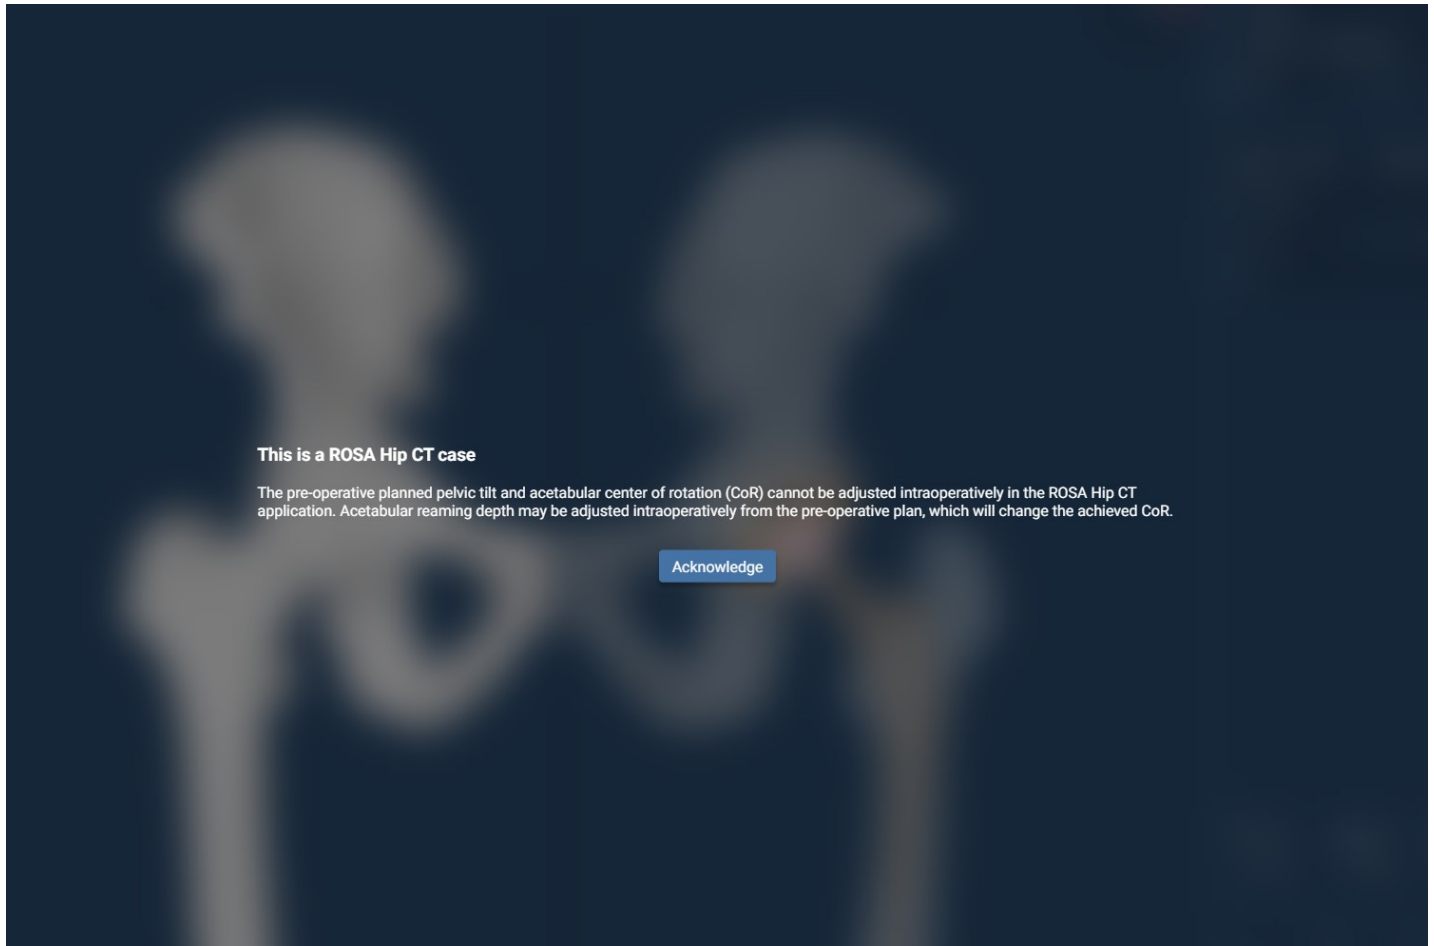 This is a ROSA Hip CT case
The pre-operative planned pelvic tilt and acetabular center of rotation (CoR) cannot be adjusted intraoperatively in the ROSA Hip CT
application. Acetabular reaming depth may be adjusted intraoperatively from the pre-operative plan, which will change the achieved CoR.
Acknowledge